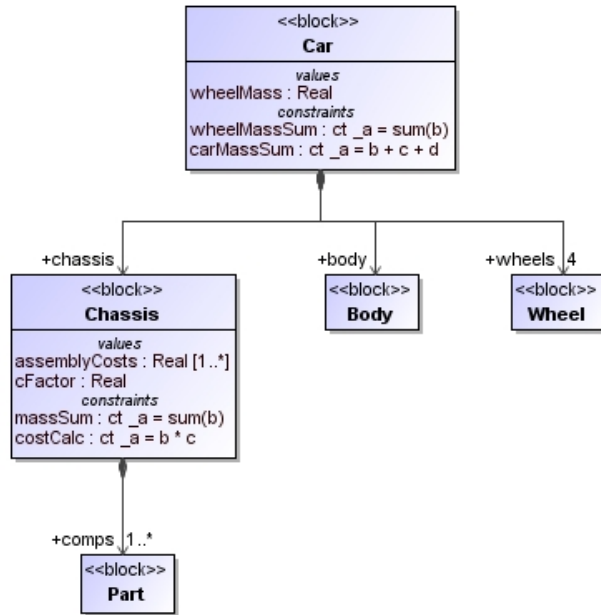 <<block>>
Car
values
wheelMass : Real
constraints
wheelMassSum : ct _a = sum(b)
carMassSum : ct _a = b + c + d
+chassis
+body
+wheels 4
<<block>>
Chassis
values
assemblyCosts : Real [1..*]
cFactor : Real
constraints
massSum : ct _a = sum(b)
costCalc : ct _a = b * c
<<block>>
Body
<<block>>
Wheel
+comps 1..*
<<block>>
Part